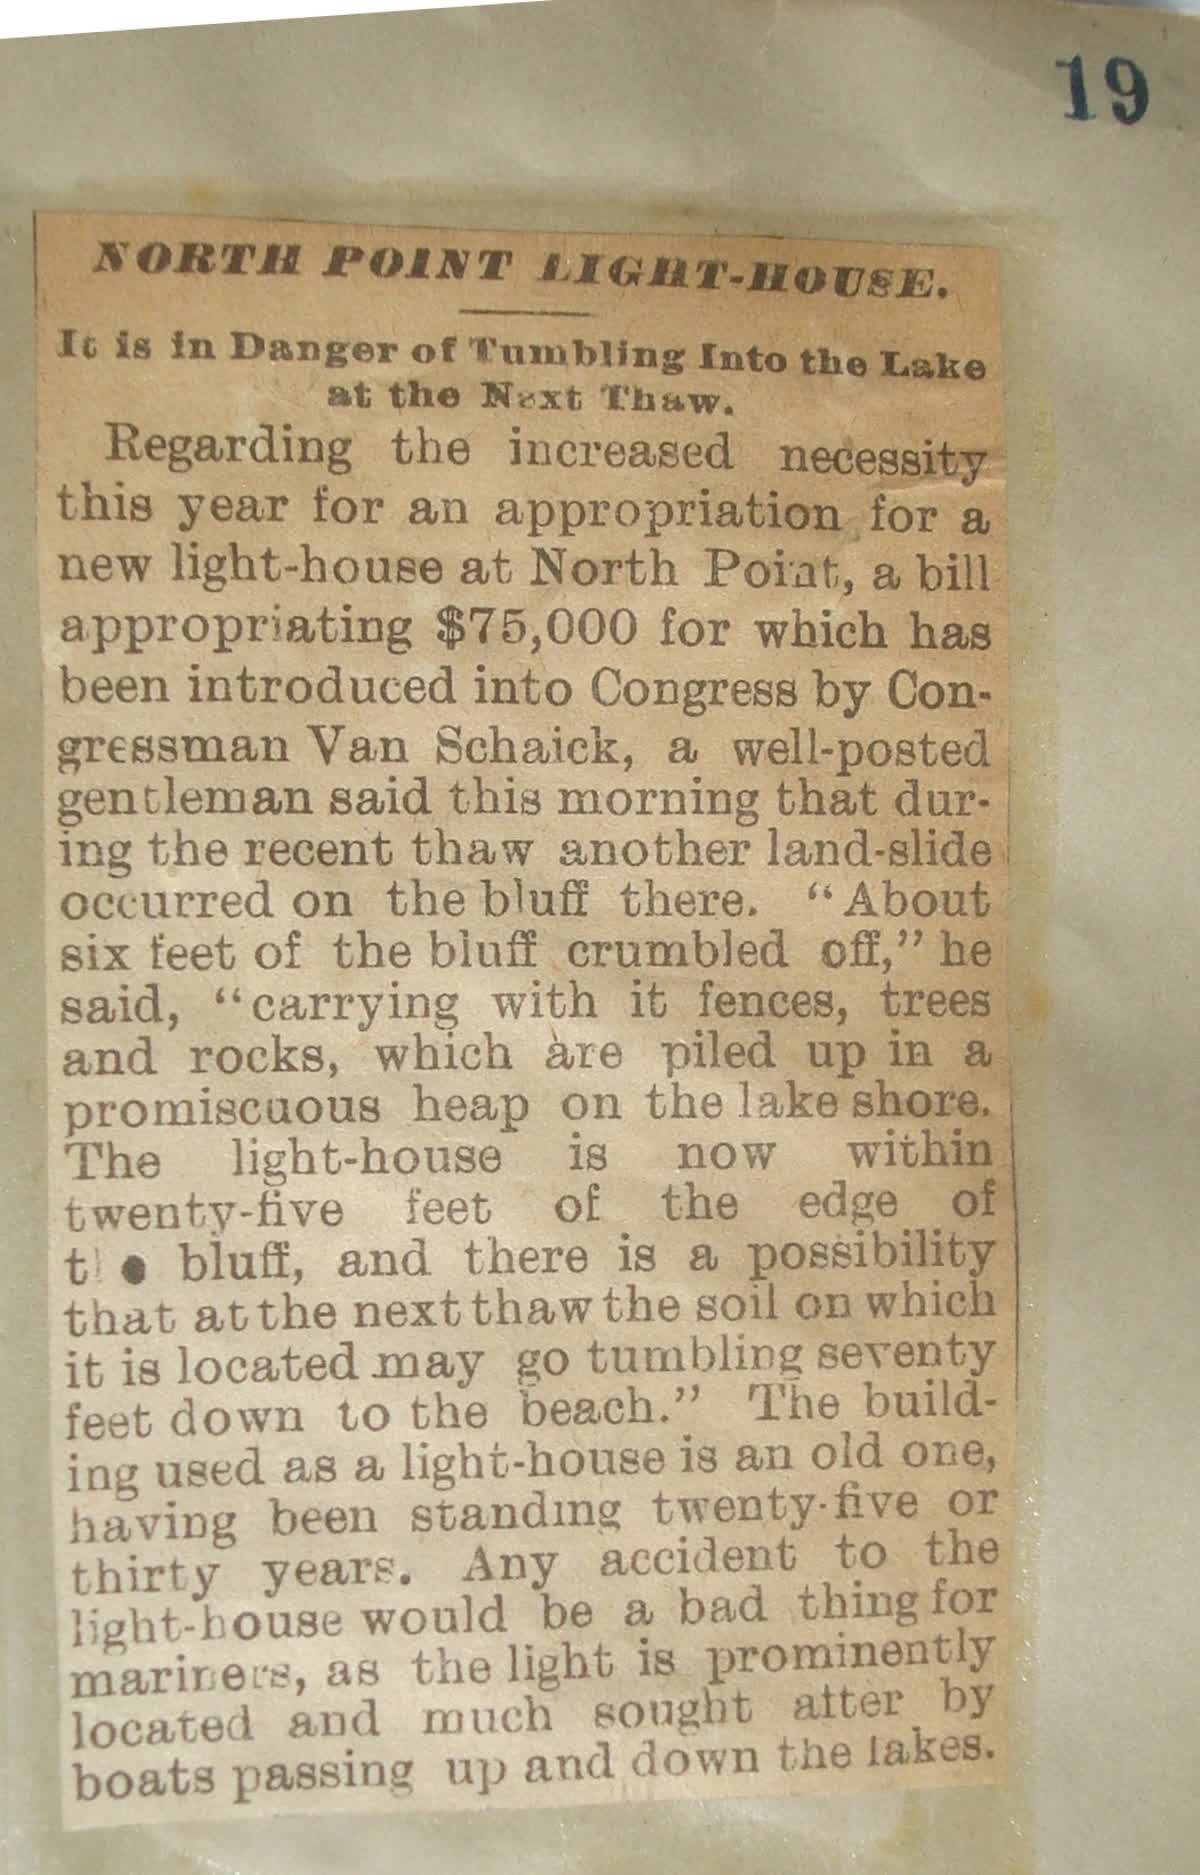 19
NORTH POINT LIGHT-HOUSE.
It is in Danger of Tumbling Into the Lake
at the Next Thaw.
Regarding the increased necessity
this year for an appropriation for a
new light-house at North Point, a bill
appropriating $75,000 for which has
been introduced into Congress by Con-
gressman Van Schaick, a well-posted
gentleman said this morning that dur-
ing the recent thaw another land-slide
occurred on the bluff there. "About
six feet of the bluff crumbled off," he
said, "carrying with it fences, trees
and rocks, which are piled up in a
promiscuous heap on the lake shore.
The light-house is now within
twenty-five feet of the edge of
the bluff, and there is a possibility
that at the next thaw the soil on which
it is located may go tumbling seventy
feet down to the beach." The build-
ing used as a light-house is an old one,
having been standing twenty-five or
thirty years. Any accident to the
light-house would be a bad thing for
mariners, as the light is prominently
located and much sought after by
boats passing up and down the lakes.